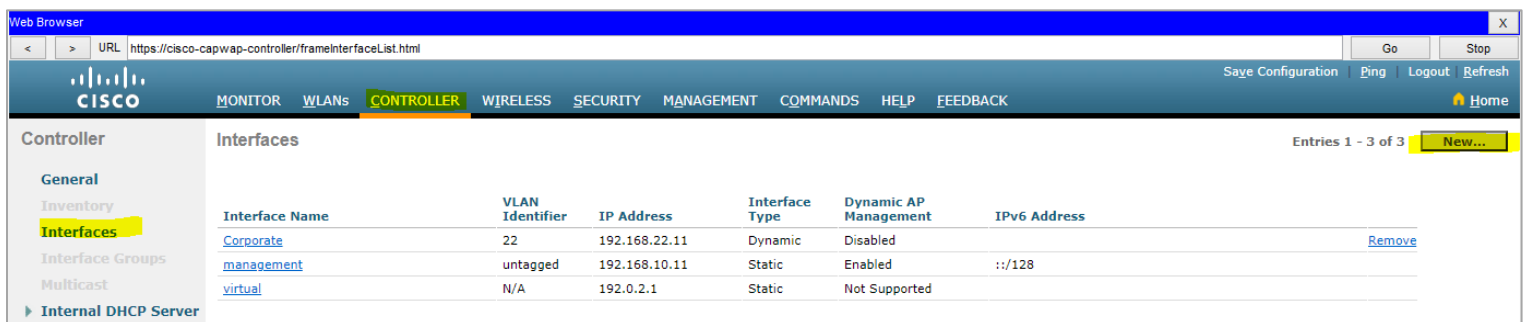 Web Browser X
< > URL https://cisco-capwap-controller/frameInterfaceList.html Go Stop
Save Configuration Ping Logout Refresh
CISCO MONITOR WLANs CONTROLLER WIRELESS SECURITY MANAGEMENT COMMANDS HELP FEEDBACK Home
Controller Interfaces Entries 1 - 3 of 3 New...
General
Inventory
Interfaces
Interface Groups
Multicast
Internal DHCP Server
Interface Name VLAN Identifier IP Address Interface Type Dynamic AP Management IPv6 Address
Corporate 22 192.168.22.11 Dynamic Disabled Remove
management untagged 192.168.10.11 Static Enabled ::/128
virtual N/A 192.0.2.1 Static Not Supported